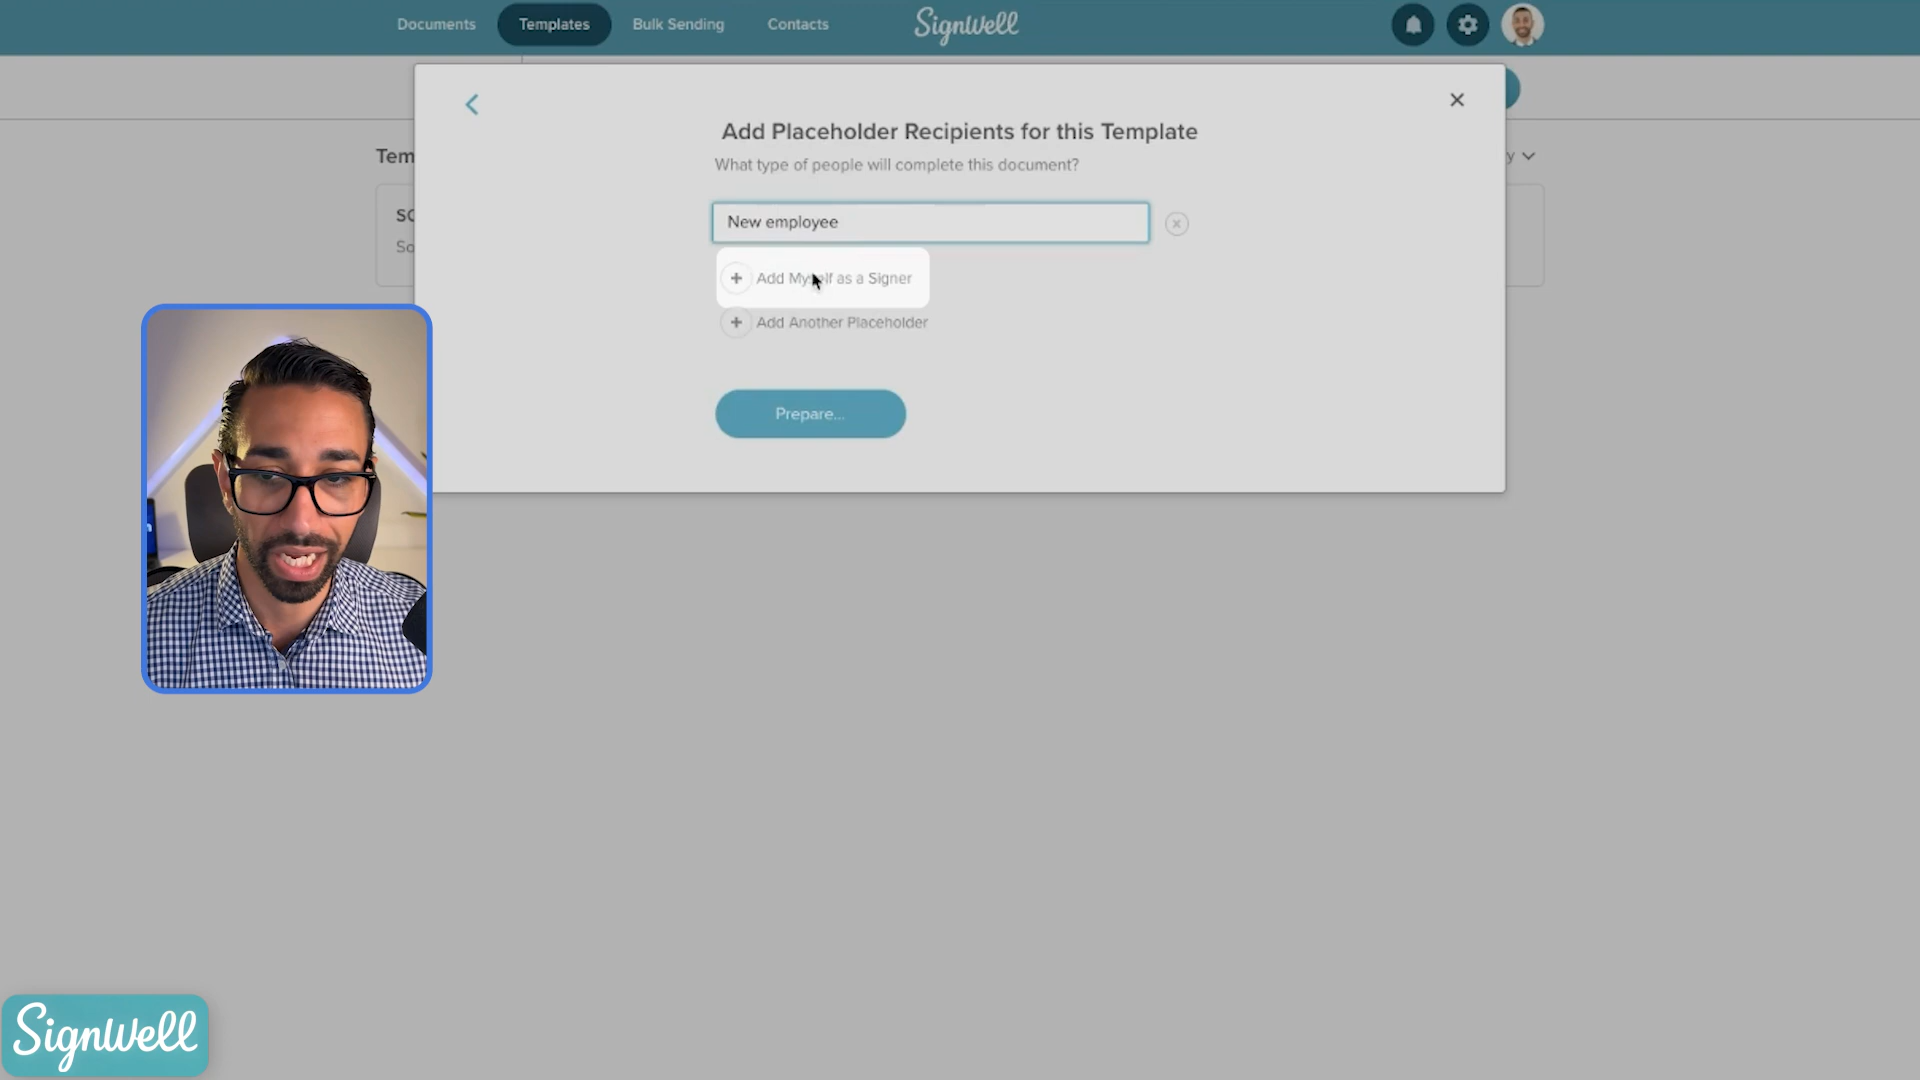 Documents Templates Bulk Sending Contacts SignWell
Add Placeholder Recipients for this Template
What type of people will complete this document?
New employee
Add Myself as a Signer
Add Another Placeholder
Prepare...
SignWell